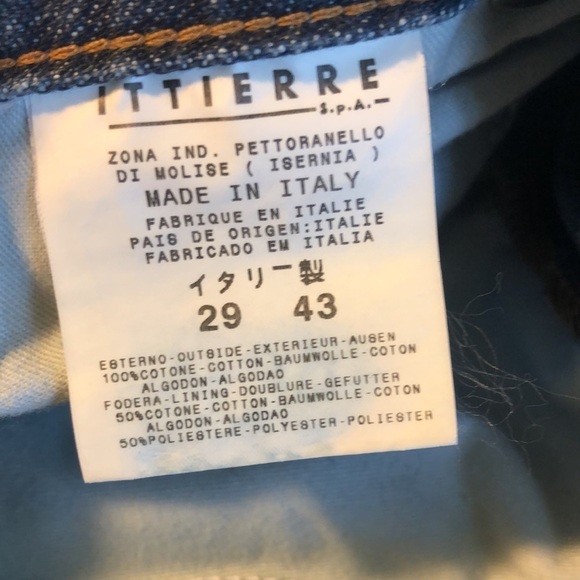 ITTIERRE
S.p.A.
ZONA IND. PETTORANELLO
DI MOLISE ( ISERNIA )
MADE IN ITALY
FABRIQUE EN ITALIE
PAIS DE ORIGEN:ITALIE
FABRICADO EM ITALIA
イタリー製
29 43
ESTERNO-OUTSIDE-EXTERIEUR-AUSEN
100%COTONE-COTTON-BAUMWOLLE-COTON
ALGODON-ALGODAO
FODERA-LINING-DOUBLURE-GEFUTTER
50%COTONE-COTTON-BAUMWOLLE-COTON
ALGODON-ALGODAO
50%POLIESTERE-POLYESTER-POLIESTER